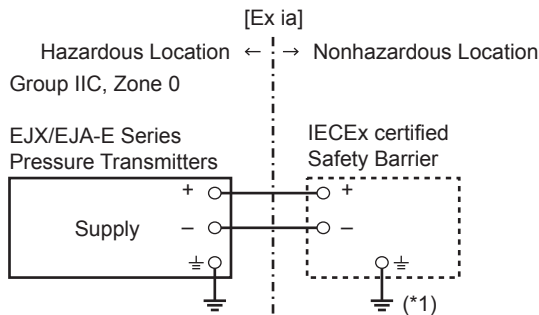 [Ex ia]
Hazardous Location ← → Nonhazardous Location
Group IIC, Zone 0
EJX/EJA-E Series
Pressure Transmitters
IECEx certified
Safety Barrier
+ +
Supply – –
(*1)